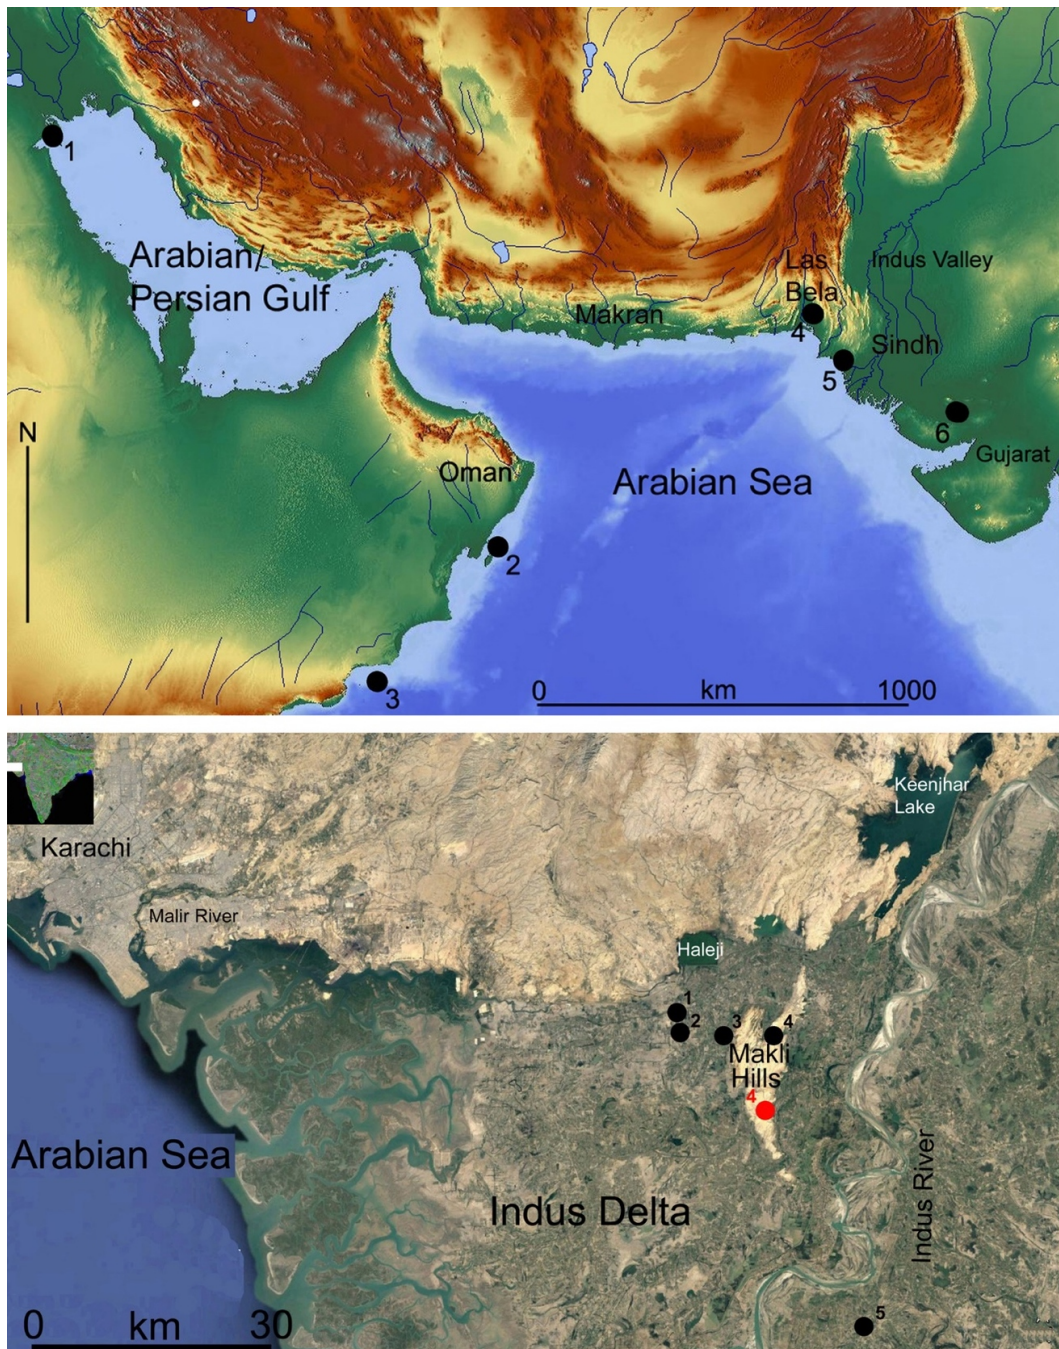 1
Arabian/
Persian Gulf
Las
Bela
Indus Valley
Makran
4
Sindh
5
6
Gujarat
N
Oman
Arabian Sea
2
0 km 1000
3
Keenjhar
Lake
Karachi
Malir River
Haleji
1
2
3
4
Makli
Hills
4
Arabian Sea
Indus River
Indus Delta
5
0 km 30